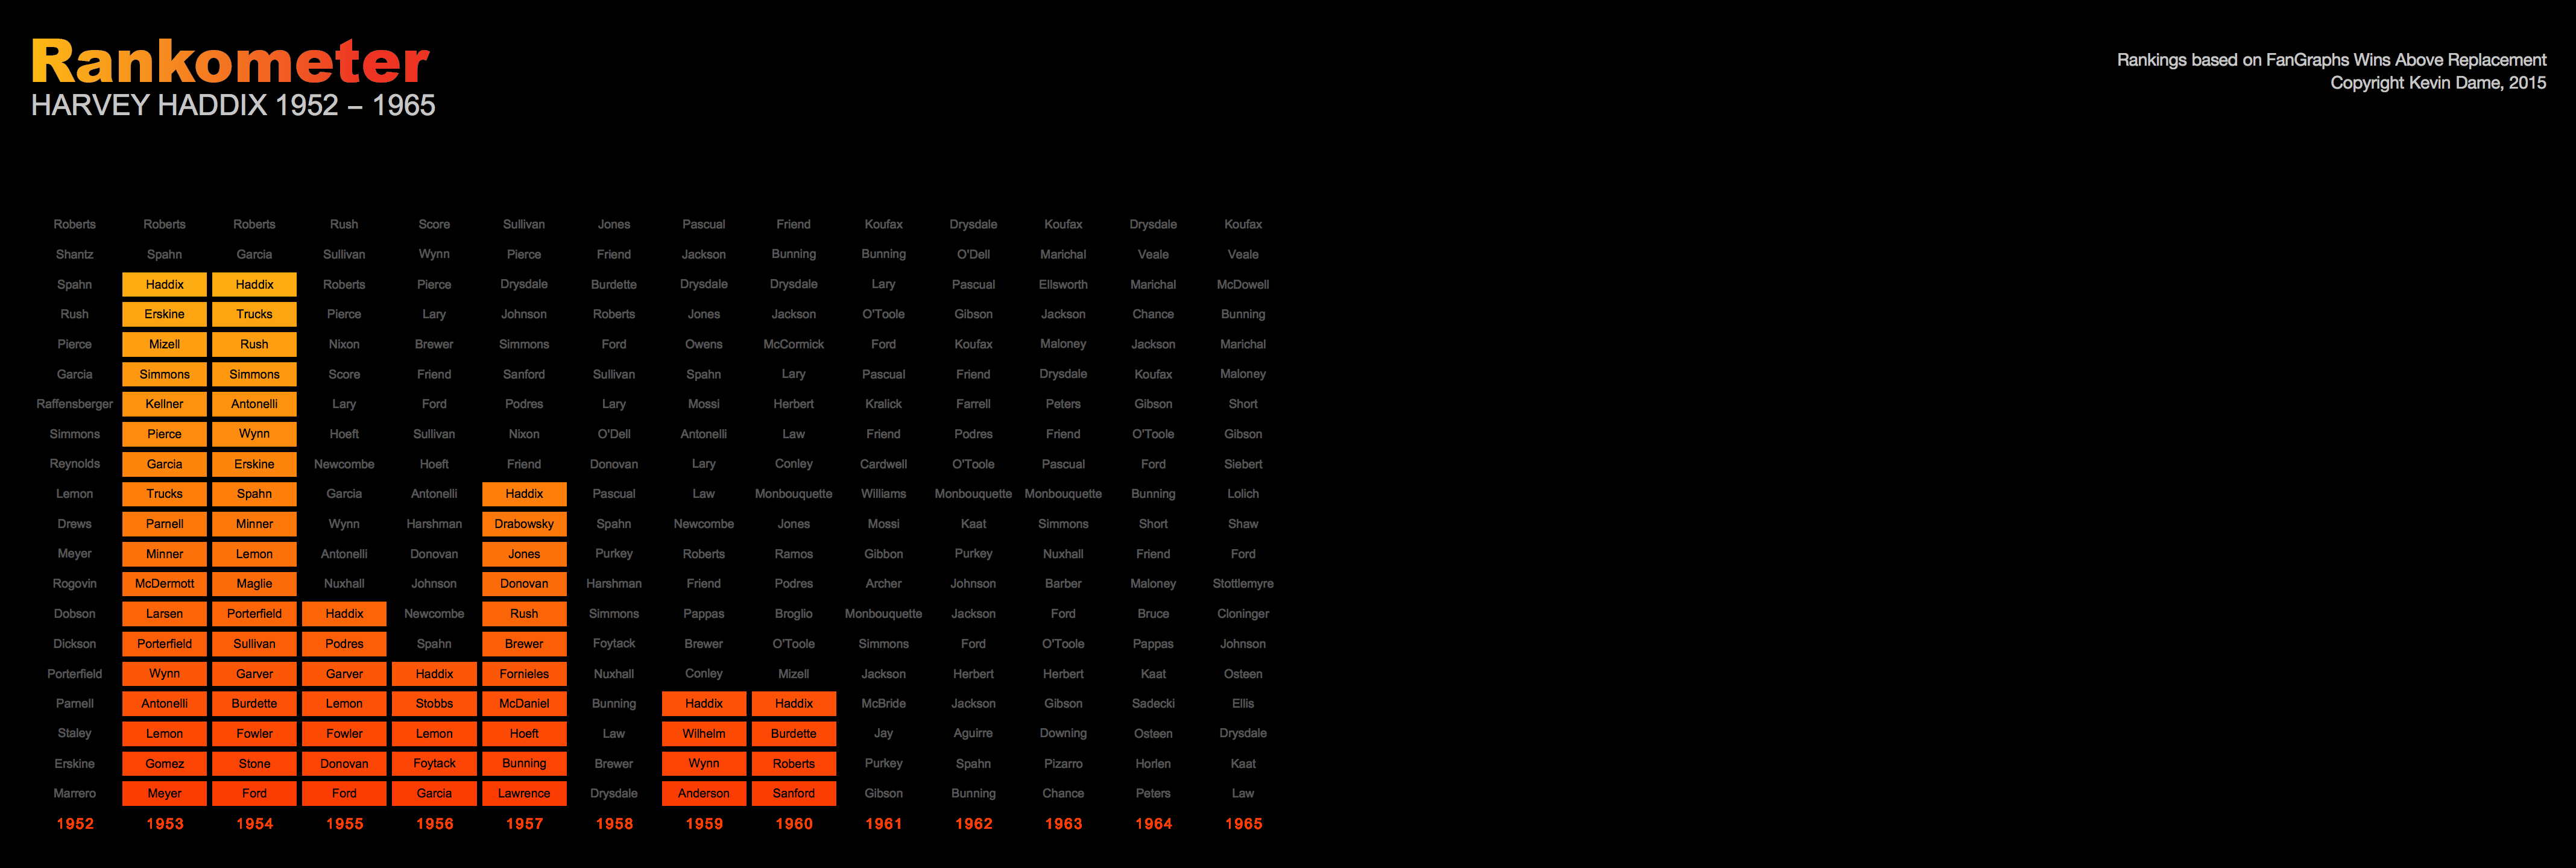 Rankometer
HARVEY HADDIX 1952 – 1965
Rankings based on FanGraphs Wins Above Replacement
Copyright Kevin Dame, 2015
Roberts Roberts Roberts Rush Score Sullivan Jones Pascual Friend Koufax Drysdale Koufax Drysdale Koufax
Shantz Spahn Garcia Sullivan Wynn Pierce Friend Jackson Bunning Bunning O'Dell Marichal Veale Veale
Spahn Haddix Haddix Roberts Pierce Drysdale Burdette Drysdale Drysdale Lary Pascual Ellsworth Marichal McDowell
Rush Erskine Trucks Pierce Lary Johnson Roberts Jones Jackson O'Toole Gibson Jackson Chance Bunning
Pierce Mizell Rush Nixon Brewer Simmons Ford Owens McCormick Ford Koufax Maloney Jackson Marichal
Garcia Simmons Simmons Score Friend Sanford Sullivan Spahn Lary Pascual Friend Drysdale Koufax Maloney
Raffensberger Kellner Antonelli Lary Ford Podres Lary Mossi Herbert Kralick Farrell Peters Gibson Short
Simmons Pierce Wynn Hoeft Sullivan Nixon O'Dell Antonelli Law Friend Podres Friend O'Toole Gibson
Reynolds Garcia Erskine Newcombe Hoeft Friend Donovan Lary Conley Cardwell O'Toole Pascual Ford Siebert
Lemon Trucks Spahn Garcia Antonelli Haddix Pascual Law Monbouquette Williams Monbouquette Monbouquette Bunning Lolich
Drews Parnell Minner Wynn Harshman Drabowsky Spahn Newcombe Jones Mossi Kaat Simmons Short Shaw
Meyer Minner Lemon Antonelli Donovan Jones Purkey Roberts Ramos Gibbon Purkey Nuxhall Friend Ford
Rogovin McDermott Maglie Nuxhall Johnson Donovan Harshman Friend Podres Archer Johnson Barber Maloney Stottlemyre
Dobson Larsen Porterfield Haddix Newcombe Rush Simmons Pappas Broglio Monbouquette Jackson Ford Bruce Cloninger
Dickson Porterfield Sullivan Podres Spahn Brewer Foytack Brewer O'Toole Simmons Ford O'Toole Pappas Johnson
Porterfield Wynn Garver Garver Haddix Fornieles Nuxhall Conley Mizell Jackson Herbert Herbert Kaat Osteen
Parnell Antonelli Burdette Lemon Stobbs McDaniel Bunning Haddix Haddix McBride Jackson Gibson Sadecki Ellis
Staley Lemon Fowler Fowler Lemon Hoeft Law Wilhelm Burdette Jay Aguirre Downing Osteen Drysdale
Erskine Gomez Stone Donovan Foytack Bunning Brewer Wynn Roberts Purkey Spahn Pizarro Horlen Kaat
Marrero Meyer Ford Ford Garcia Lawrence Drysdale Anderson Sanford Gibson Bunning Chance Peters Law
1952 1953 1954 1955 1956 1957 1958 1959 1960 1961 1962 1963 1964 1965